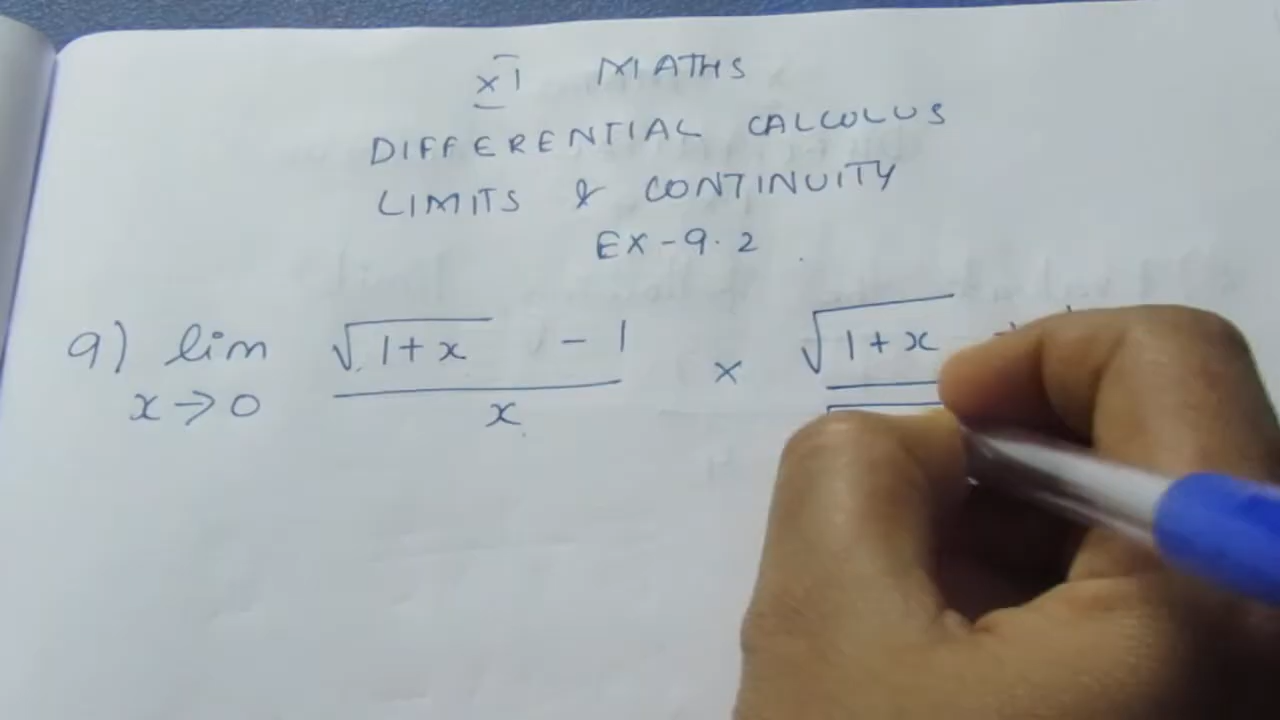 XI MATHS
DIFFERENTIAL CALCULUS
LIMITS & CONTINUITY
EX-9.2
9) lim x→0 √(1+x) - 1 / x × √(1+x) +